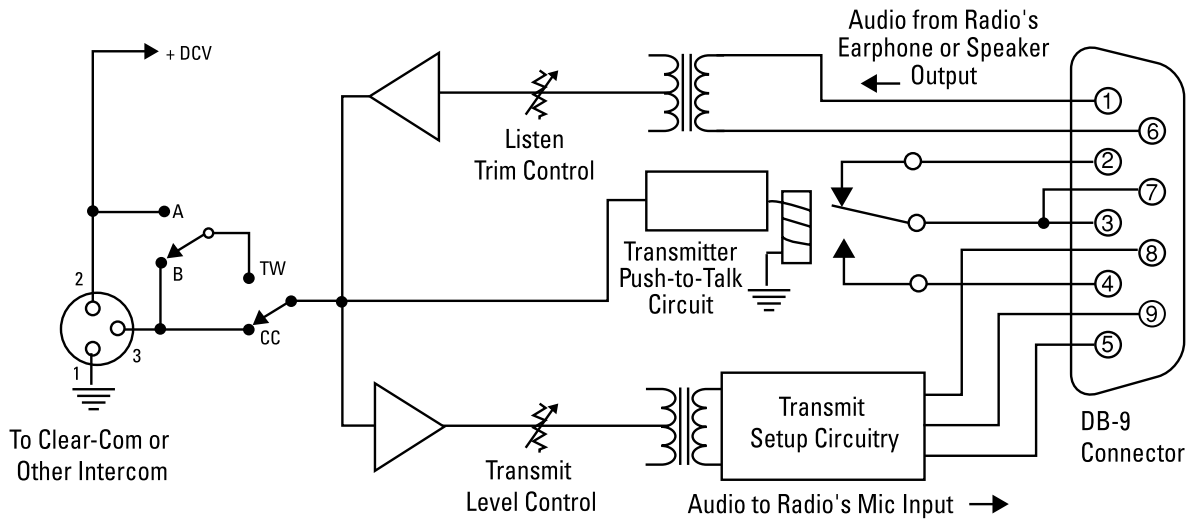 Audio from Radio's
Earphone or Speaker
Output
+ DCV
1
6
Listen
Trim Control
2
7
A
3
Transmitter
Push-to-Talk
Circuit
8
B
TW
2
4
9
CC
3
5
1
Transmit
Setup Circuitry
DB-9
Connector
To Clear-Com or
Other Intercom
Transmit
Level Control
Audio to Radio's Mic Input